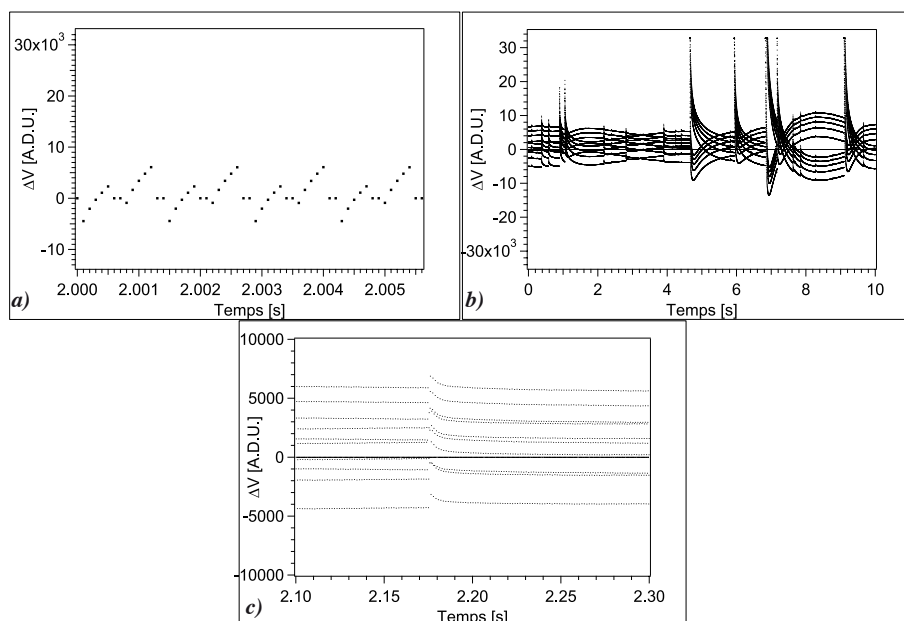 30x10³
20
10
0
-10
ΔV [A.D.U.]
2.000 2.001 2.002 2.003 2.004 2.005
Temps [s]
a)
30
20
10
0
-10
-20
-30x10³
ΔV [A.D.U.]
0 2 4 6 8 10
Temps [s]
b)
10000
5000
0
-5000
-10000
ΔV [A.D.U.]
2.10 2.15 2.20 2.25 2.30
Temps [s]
c)